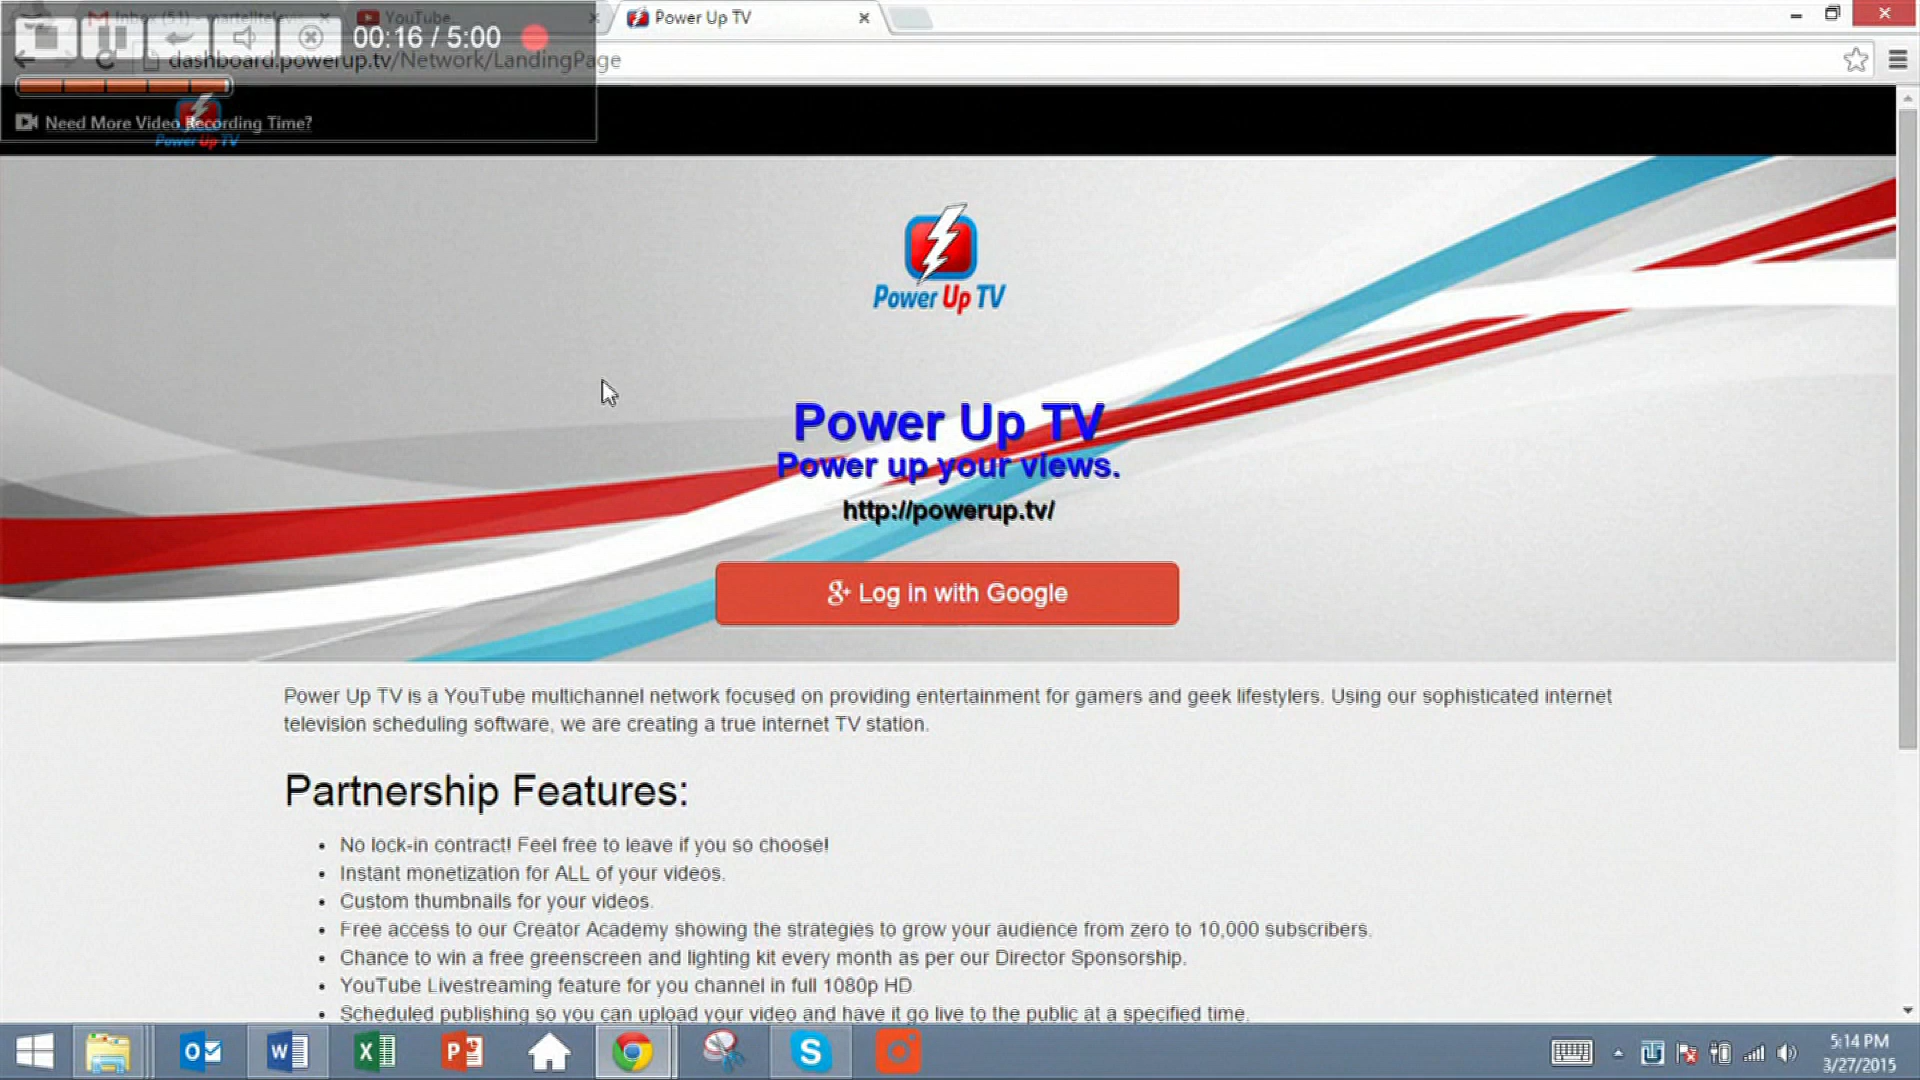 Inbox (51) - martelltelevis
YouTube
Power Up TV
00:16 / 5:00
dashboard.powerup.tv/Network/LandingPage
Need More Video Recording Time?
Power Up TV
Power Up TV
Power Up TV
Power up your views.
http://powerup.tv/
g+ Log in with Google
Power Up TV is a YouTube multichannel network focused on providing entertainment for gamers and geek lifestylers. Using our sophisticated internet
television scheduling software, we are creating a true internet TV station.
Partnership Features:
• No lock-in contract! Feel free to leave if you so choose!
• Instant monetization for ALL of your videos.
• Custom thumbnails for your videos.
• Free access to our Creator Academy showing the strategies to grow your audience from zero to 10,000 subscribers.
• Chance to win a free greenscreen and lighting kit every month as per our Director Sponsorship.
• YouTube Livestreaming feature for you channel in full 1080p HD
• Scheduled publishing so you can upload your video and have it go live to the public at a specified time.
5:14 PM
3/27/2015